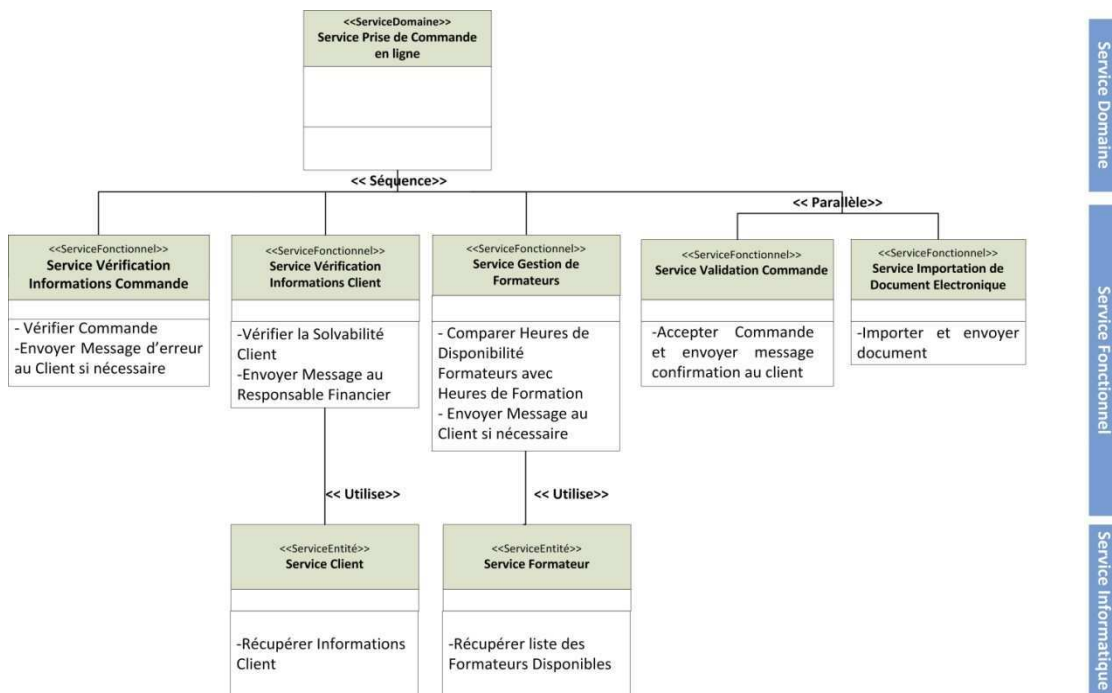 <<ServiceDomaine>>
Service Prise de Commande
en ligne
<< Séquence>>
<< Parallèle>>
<<ServiceFonctionnel>>
Service Vérification
Informations Commande
- Vérifier Commande
-Envoyer Message d'erreur
au Client si nécessaire
<<ServiceFonctionnel>>
Service Vérification
Informations Client
-Vérifier la Solvabilité
Client
-Envoyer Message au
Responsable Financier
<<ServiceFonctionnel>>
Service Gestion de
Formateurs
- Comparer Heures de
Disponibilité
Formateurs avec
Heures de Formation
- Envoyer Message au
Client si nécessaire
<<ServiceFonctionnel>>
Service Validation Commande
-Accepter Commande
et envoyer message
confirmation au client
<<ServiceFonctionnel>>
Service Importation de
Document Electronique
-Importer et envoyer
document
<< Utilise>>
<< Utilise>>
<<ServiceEntité>>
Service Client
-Récupérer Informations
Client
<<ServiceEntité>>
Service Formateur
-Récupérer liste des
Formateurs Disponibles
Service Domaine
Service Fonctionnel
Service Informatique